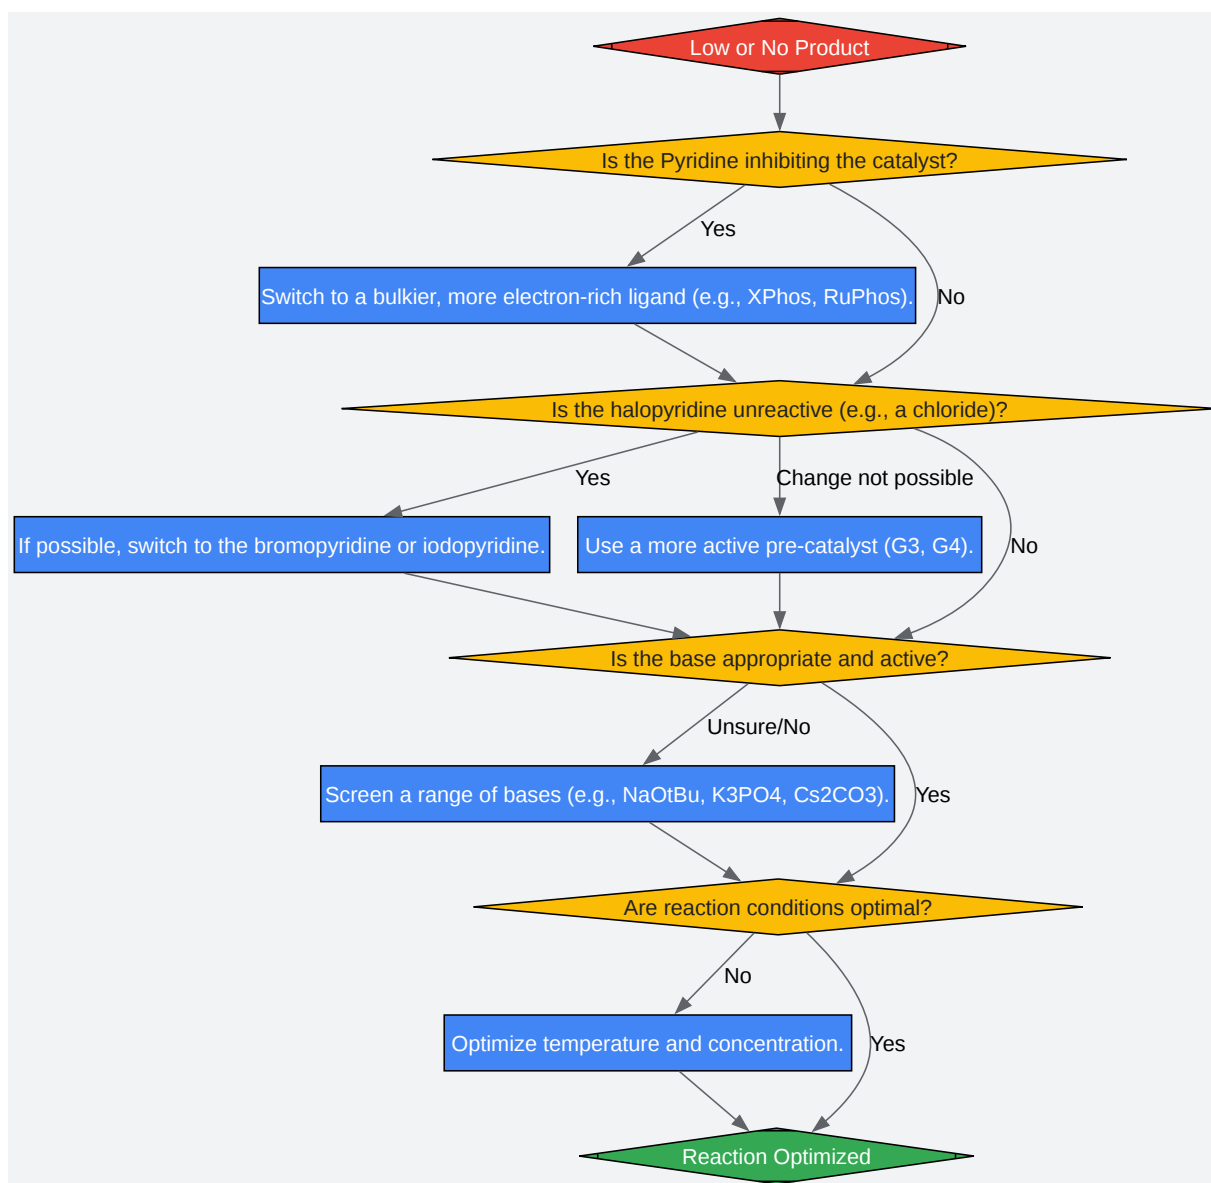 Low or No Product
Is the Pyridine inhibiting the catalyst?
Yes
Switch to a bulkier, more electron-rich ligand (e.g., XPhos, RuPhos).
No
Is the halopyridine unreactive (e.g., a chloride)?
Yes
Change not possible
If possible, switch to the bromopyridine or iodopyridine.
Use a more active pre-catalyst (G3, G4).
No
Is the base appropriate and active?
Unsure/No
Screen a range of bases (e.g., NaOtBu, K3PO4, Cs2CO3).
Yes
Are reaction conditions optimal?
No
Optimize temperature and concentration.
Yes
Reaction Optimized